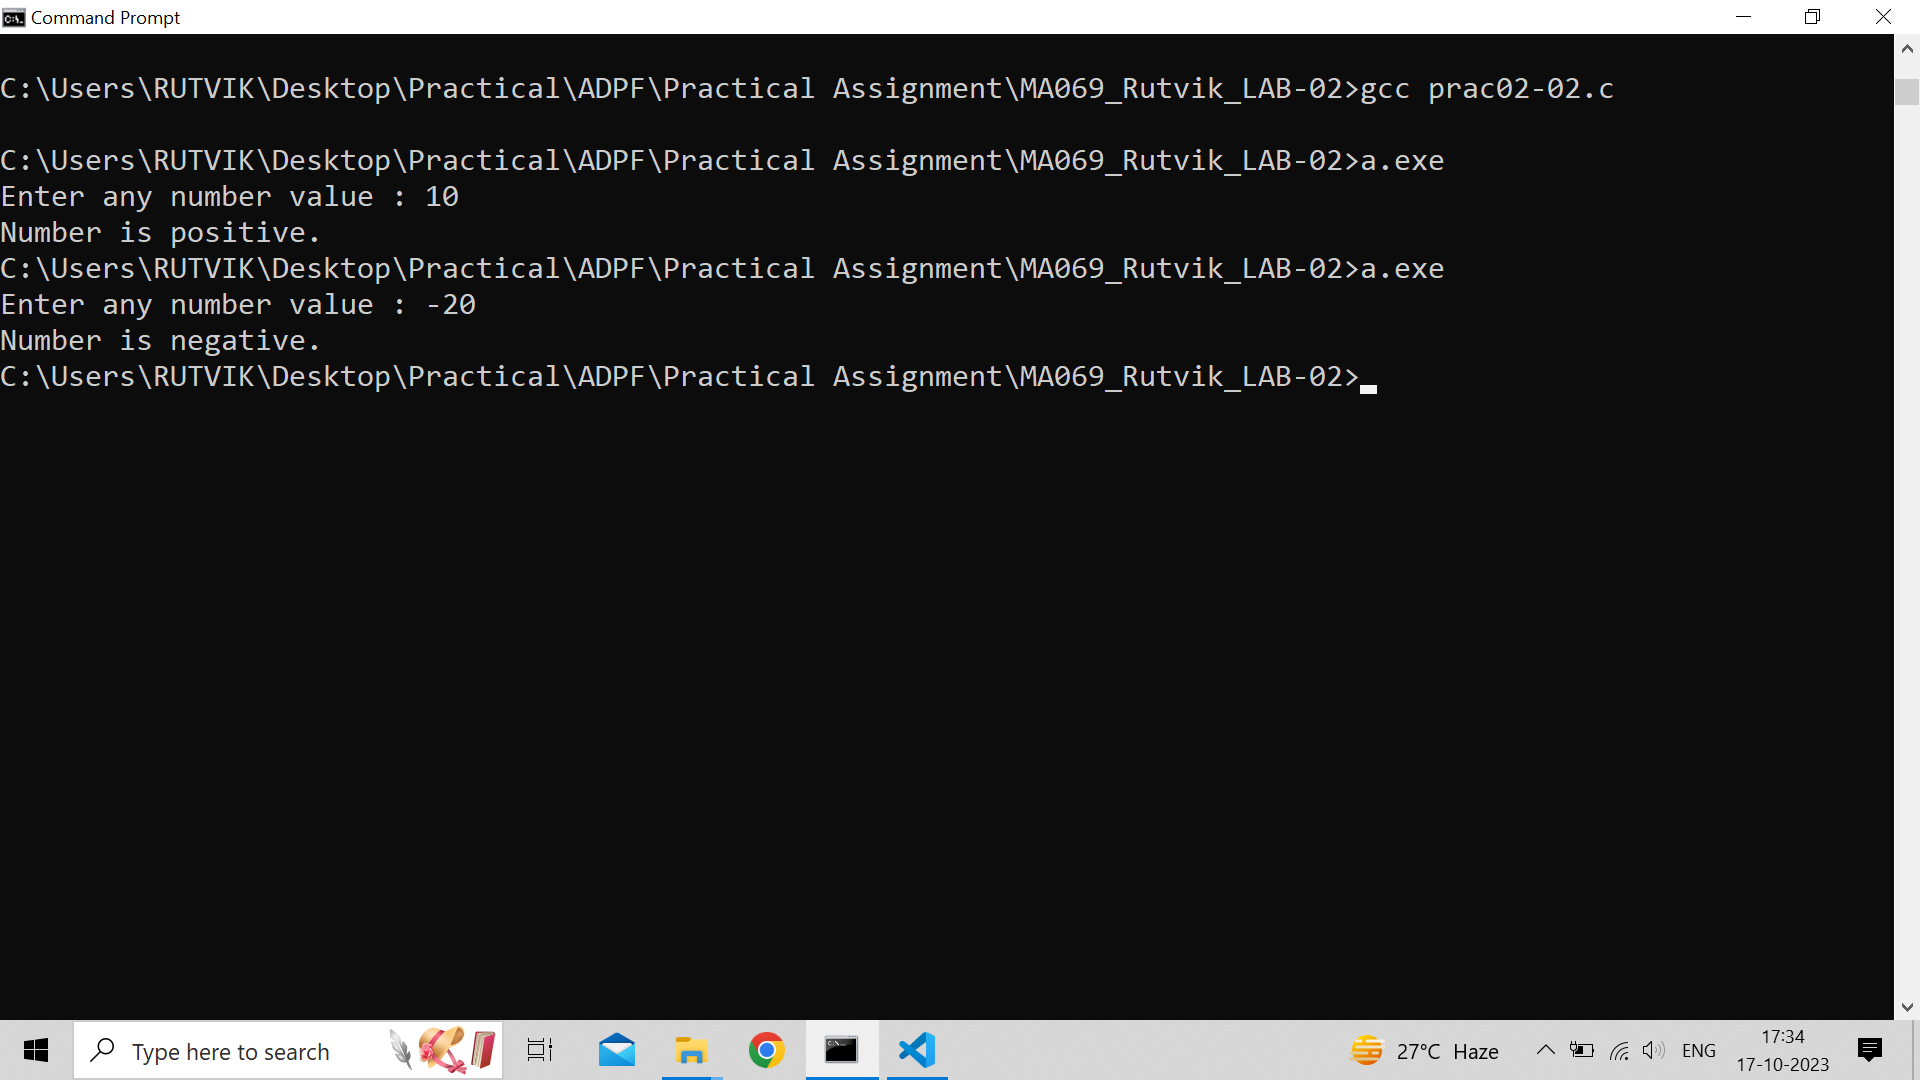 Command Prompt
C:\Users\RUTVIK\Desktop\Practical\ADPF\Practical Assignment\MA069_Rutvik_LAB-02>gcc prac02-02.c
C:\Users\RUTVIK\Desktop\Practical\ADPF\Practical Assignment\MA069_Rutvik_LAB-02>a.exe
Enter any number value : 10
Number is positive.
C:\Users\RUTVIK\Desktop\Practical\ADPF\Practical Assignment\MA069_Rutvik_LAB-02>a.exe
Enter any number value : -20
Number is negative.
C:\Users\RUTVIK\Desktop\Practical\ADPF\Practical Assignment\MA069_Rutvik_LAB-02>
Type here to search
27°C Haze
ENG
17:34
17-10-2023